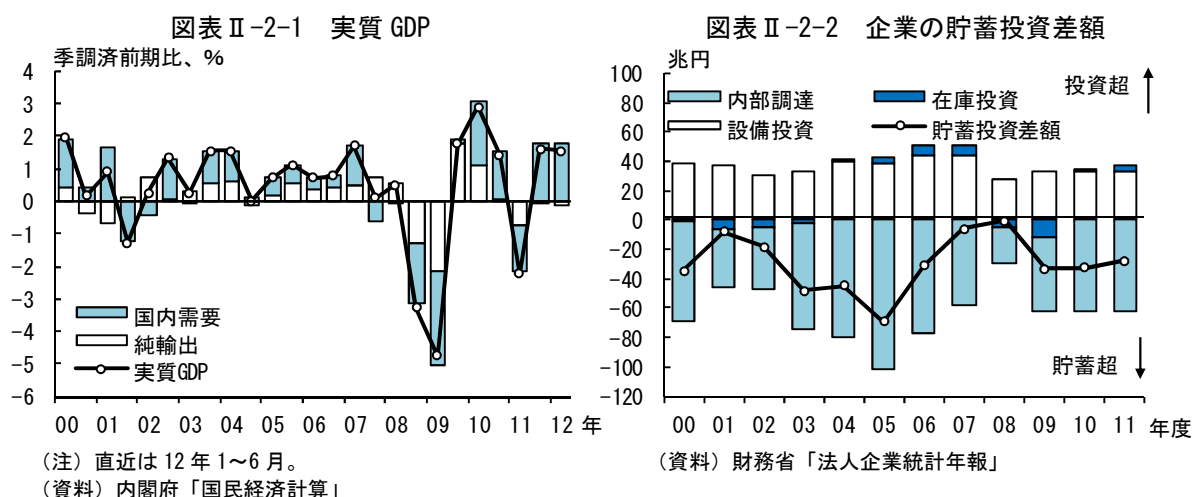 図表Ⅱ-2-1 実質 GDP
季調済前期比、%
4
3
2
1
0
-1
-2
-3
-4
-5
-6
国内需要
純輸出
実質GDP
00 01 02 03 04 05 06 07 08 09 10 11 12 年
(注) 直近は 12 年 1~6 月。
(資料) 内閣府「国民経済計算」
図表Ⅱ-2-2 企業の貯蓄投資差額
兆円
100
80
60
40
20
0
-20
-40
-60
-80
-100
-120
内部調達 在庫投資
設備投資 貯蓄投資差額
投資超
貯蓄超
00 01 02 03 04 05 06 07 08 09 10 11 年度
(資料) 財務省「法人企業統計年報」